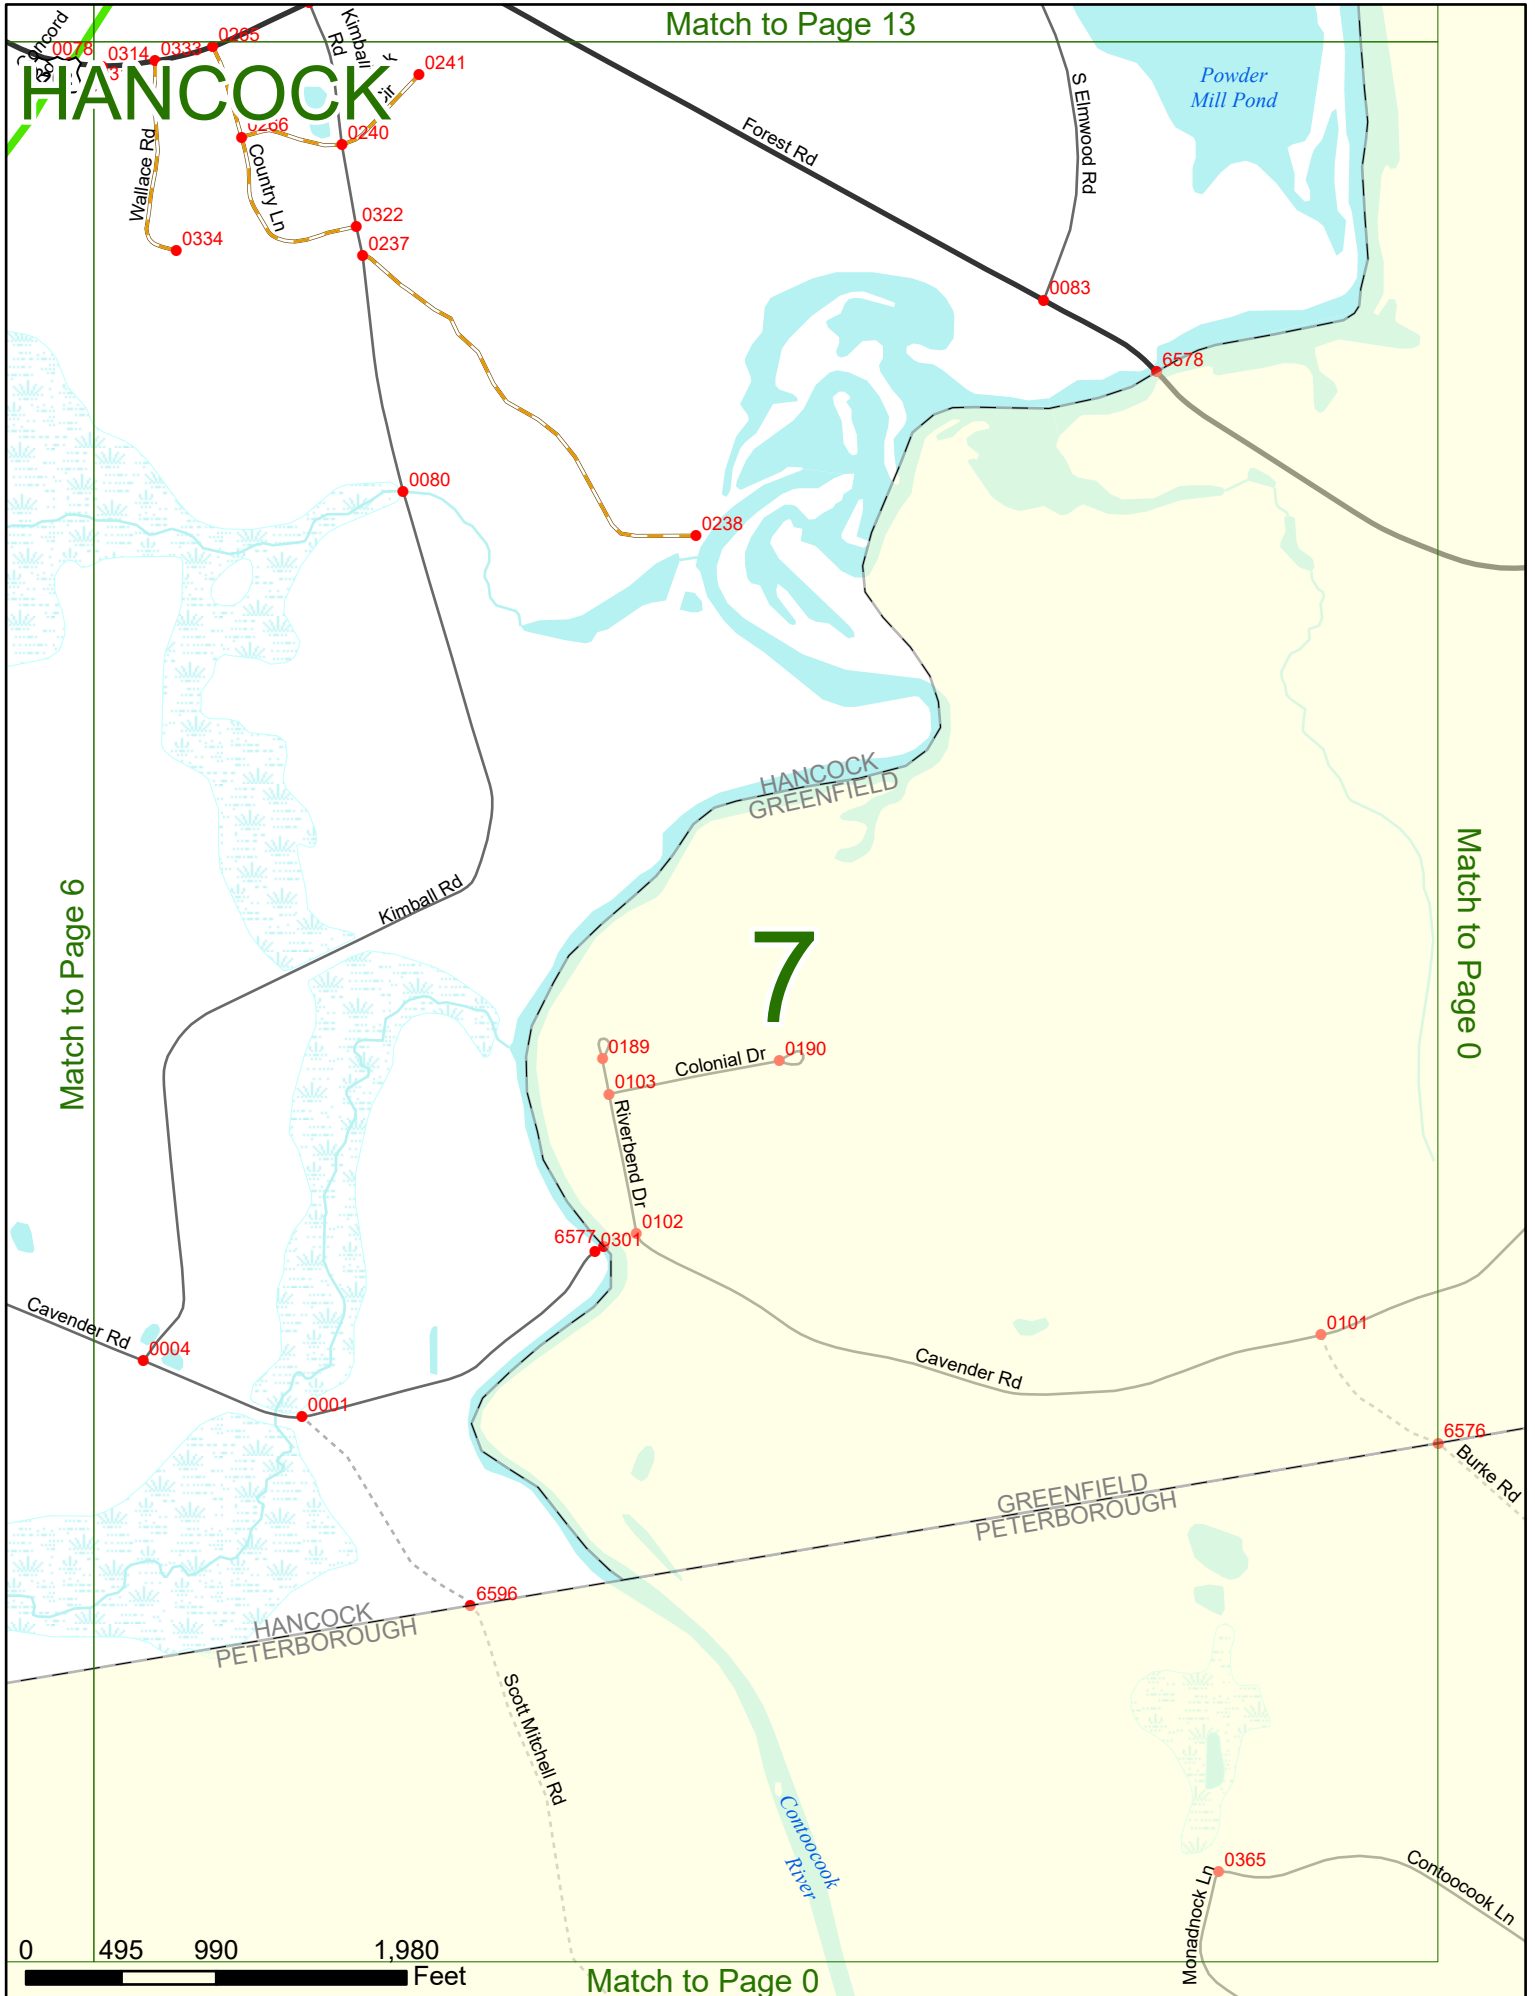 Match to Page 13
Concord
Rd
0078
0314
0333
0265
Kimball
Rd
0241
HANCOCK
0266
0240
Wallace Rd
Country Ln
0322
0334
0237
Forest Rd
S Elmwood Rd
Powder
Mill Pond
0083
6578
0080
0238
HANCOCK
GREENFIELD
Kimball Rd
Match to Page 6
7
Match to Page 0
0189
Colonial Dr
0190
0103
Riverbend Dr
0102
6577
0301
Cavender Rd
0004
0001
Cavender Rd
0101
6576
Burke Rd
GREENFIELD
PETERBOROUGH
6596
HANCOCK
PETERBOROUGH
Scott Mitchell Rd
Contoocook
River
0365
Monadnock Ln
Contoocook Ln
0 495 990 1,980
Feet
Match to Page 0